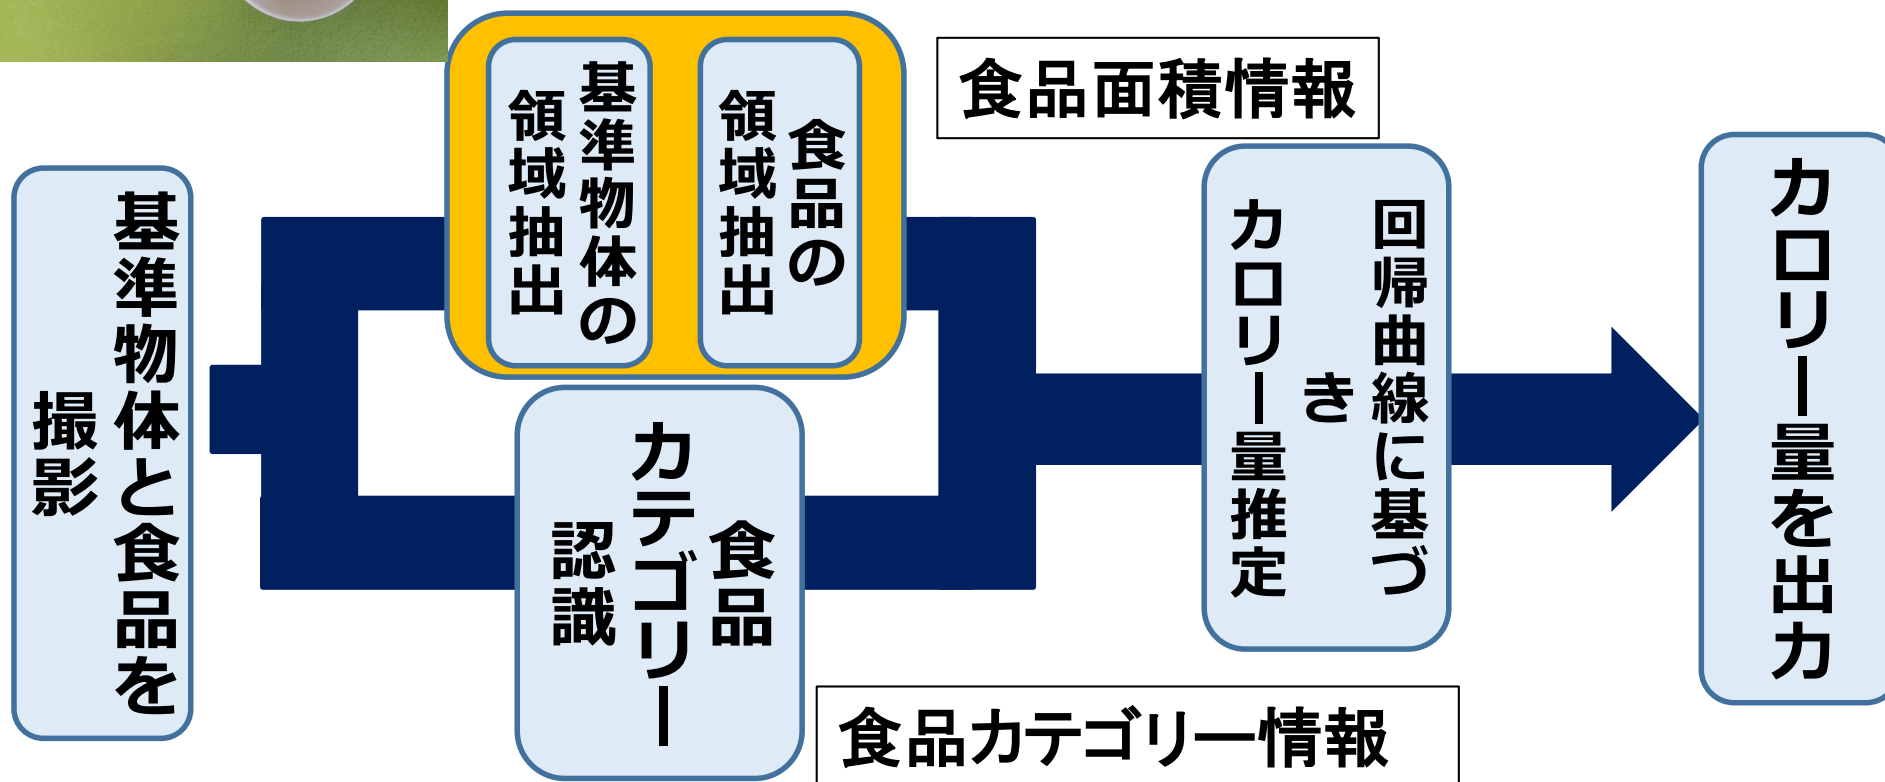 基準物体と食品を
撮影
基準物体の
領域抽出
食品の
領域抽出
食品面積情報
食品
カテゴリー
認識
食品カテゴリー情報
回帰曲線に基づ
き
カロリー量推定
カロリー量を出力